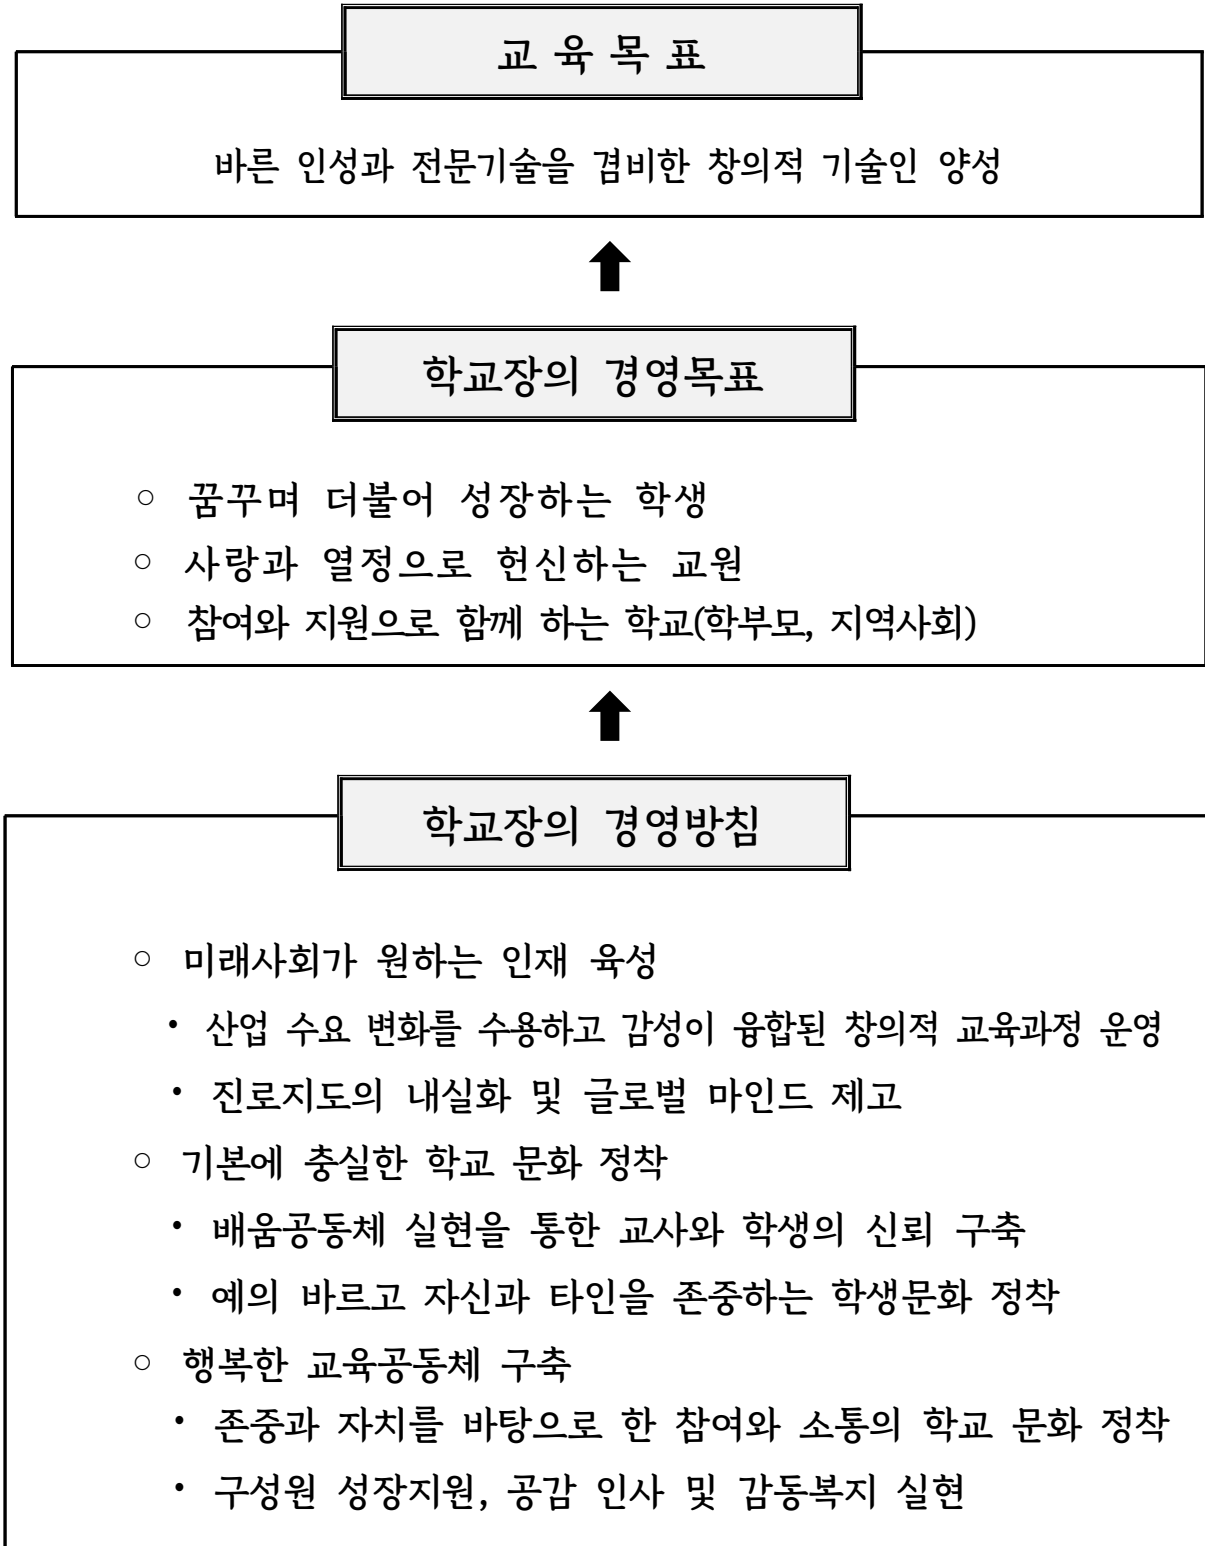 교 육 목 표
바른 인성과 전문기술을 겸비한 창의적 기술인 양성
학교장의 경영목표
○ 꿈꾸며 더불어 성장하는 학생
○ 사랑과 열정으로 헌신하는 교원
○ 참여와 지원으로 함께 하는 학교(학부모, 지역사회)
학교장의 경영방침
○ 미래사회가 원하는 인재 육성
• 산업 수요 변화를 수용하고 감성이 융합된 창의적 교육과정 운영
• 진로지도의 내실화 및 글로벌 마인드 제고
○ 기본에 충실한 학교 문화 정착
• 배움공동체 실현을 통한 교사와 학생의 신뢰 구축
• 예의 바르고 자신과 타인을 존중하는 학생문화 정착
○ 행복한 교육공동체 구축
• 존중과 자치를 바탕으로 한 참여와 소통의 학교 문화 정착
• 구성원 성장지원, 공감 인사 및 감동복지 실현